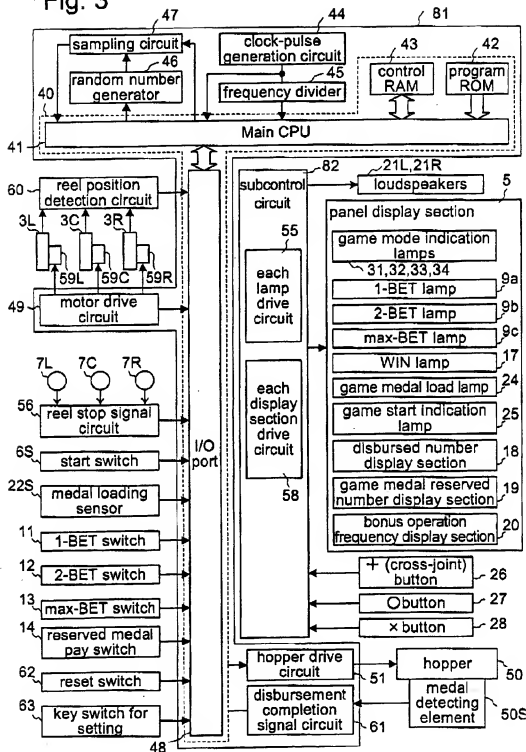 Fig. 3
47
44
81
sampling circuit
clock-pulse generation circuit
43
42
46
45
random number generator
frequency divider
control RAM
program ROM
40
Main CPU
41
82
21L,21R
60
reel position detection circuit
subcontrol circuit
loudspeakers
5
panel display section
3L
3C
3R
55
game mode indication lamps
59L
59C
59R
31,32,33,34
9a
each lamp drive circuit
1-BET lamp
49
motor drive circuit
9b
2-BET lamp
9c
max-BET lamp
7L
7C
7R
17
WIN lamp
24
game medal load lamp
56
reel stop signal circuit
each display section drive circuit
25
game start indication lamp
6S
start switch
I/O port
18
disbursed number display section
22S
medal loading sensor
58
19
game medal reserved number display section
11
1-BET switch
20
bonus operation frequency display section
12
2-BET switch
+ (cross-joint) button
26
13
max-BET switch
○ button
27
14
reserved medal pay switch
× button
28
62
reset switch
hopper drive circuit
51
hopper
50
63
key switch for setting
disbursement completion signal circuit
61
medal detecting element
50S
48